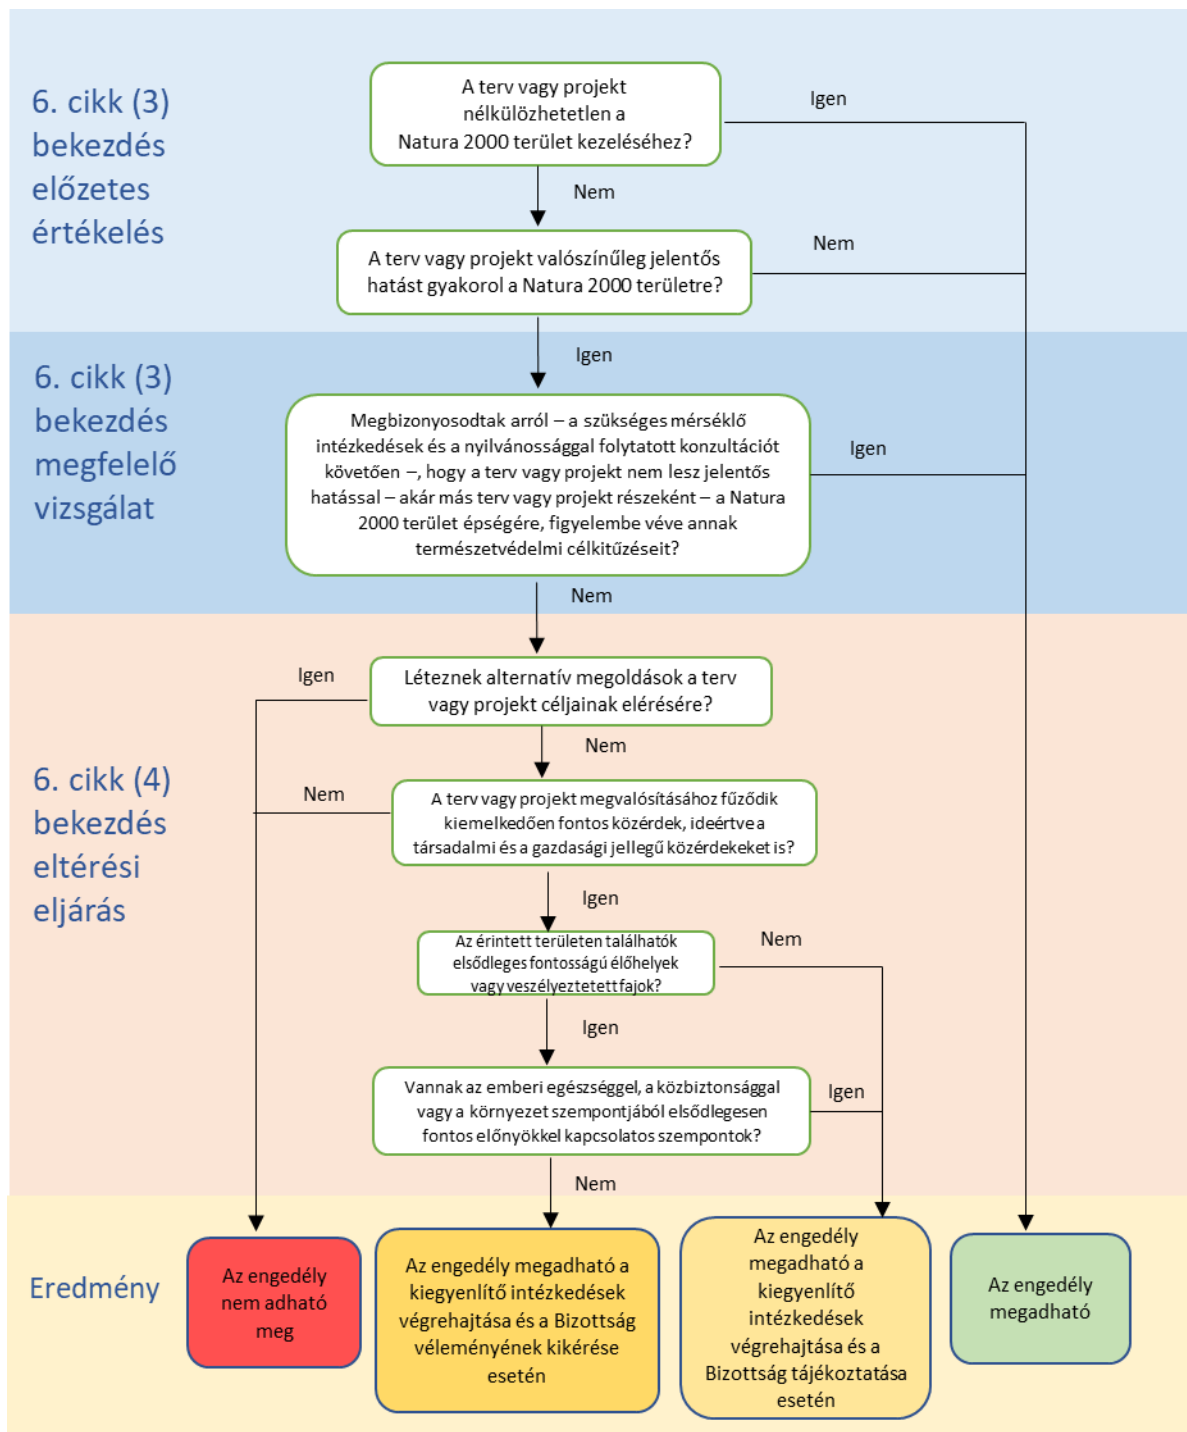 6. cikk (3)
bekezdés
előzetes
értékelés
A terv vagy projekt
nélkülözhetetlen a
Natura 2000 terület kezeléséhez?
Igen
Nem
A terv vagy projekt valószínűleg jelentős
hatást gyakorol a Natura 2000 területre?
Nem
Igen
6. cikk (3)
bekezdés
megfelelő
vizsgálat
Megbizonyosodtak arról – a szükséges mérséklő
intézkedések és a nyilvánossággal folytatott konzultációt
követően –, hogy a terv vagy projekt nem lesz jelentős
hatással – akár más terv vagy projekt részeként – a Natura
2000 terület épségére, figyelembe véve annak
természetvédelmi célkitűzéseit?
Igen
Nem
6. cikk (4)
bekezdés
eltérési
eljárás
Léteznek alternatív megoldások a terv
vagy projekt céljainak elérésére?
Igen
Nem
A terv vagy projekt megvalósításához fűződik
kiemelkedően fontos közérdek, ideértve a
társadalmi és a gazdasági jellegű közérdekeket is?
Nem
Igen
Az érintett területen találhatók
elsődleges fontosságú élőhelyek
vagy veszélyeztetett fajok?
Nem
Igen
Vannak az emberi egészséggel, a közbiztonsággal
vagy a környezet szempontjából elsődlegesen
fontos előnyökkel kapcsolatos szempontok?
Igen
Nem
Eredmény
Az engedély
nem adható
meg
Az engedély megadható a
kiegyenlítő intézkedések
végrehajtása és a Bizottság
véleményének kikérése
esetén
Az engedély
megadható a
kiegyenlítő
intézkedések
végrehajtása és a
Bizottság tájékoztatása
esetén
Az engedély
megadható